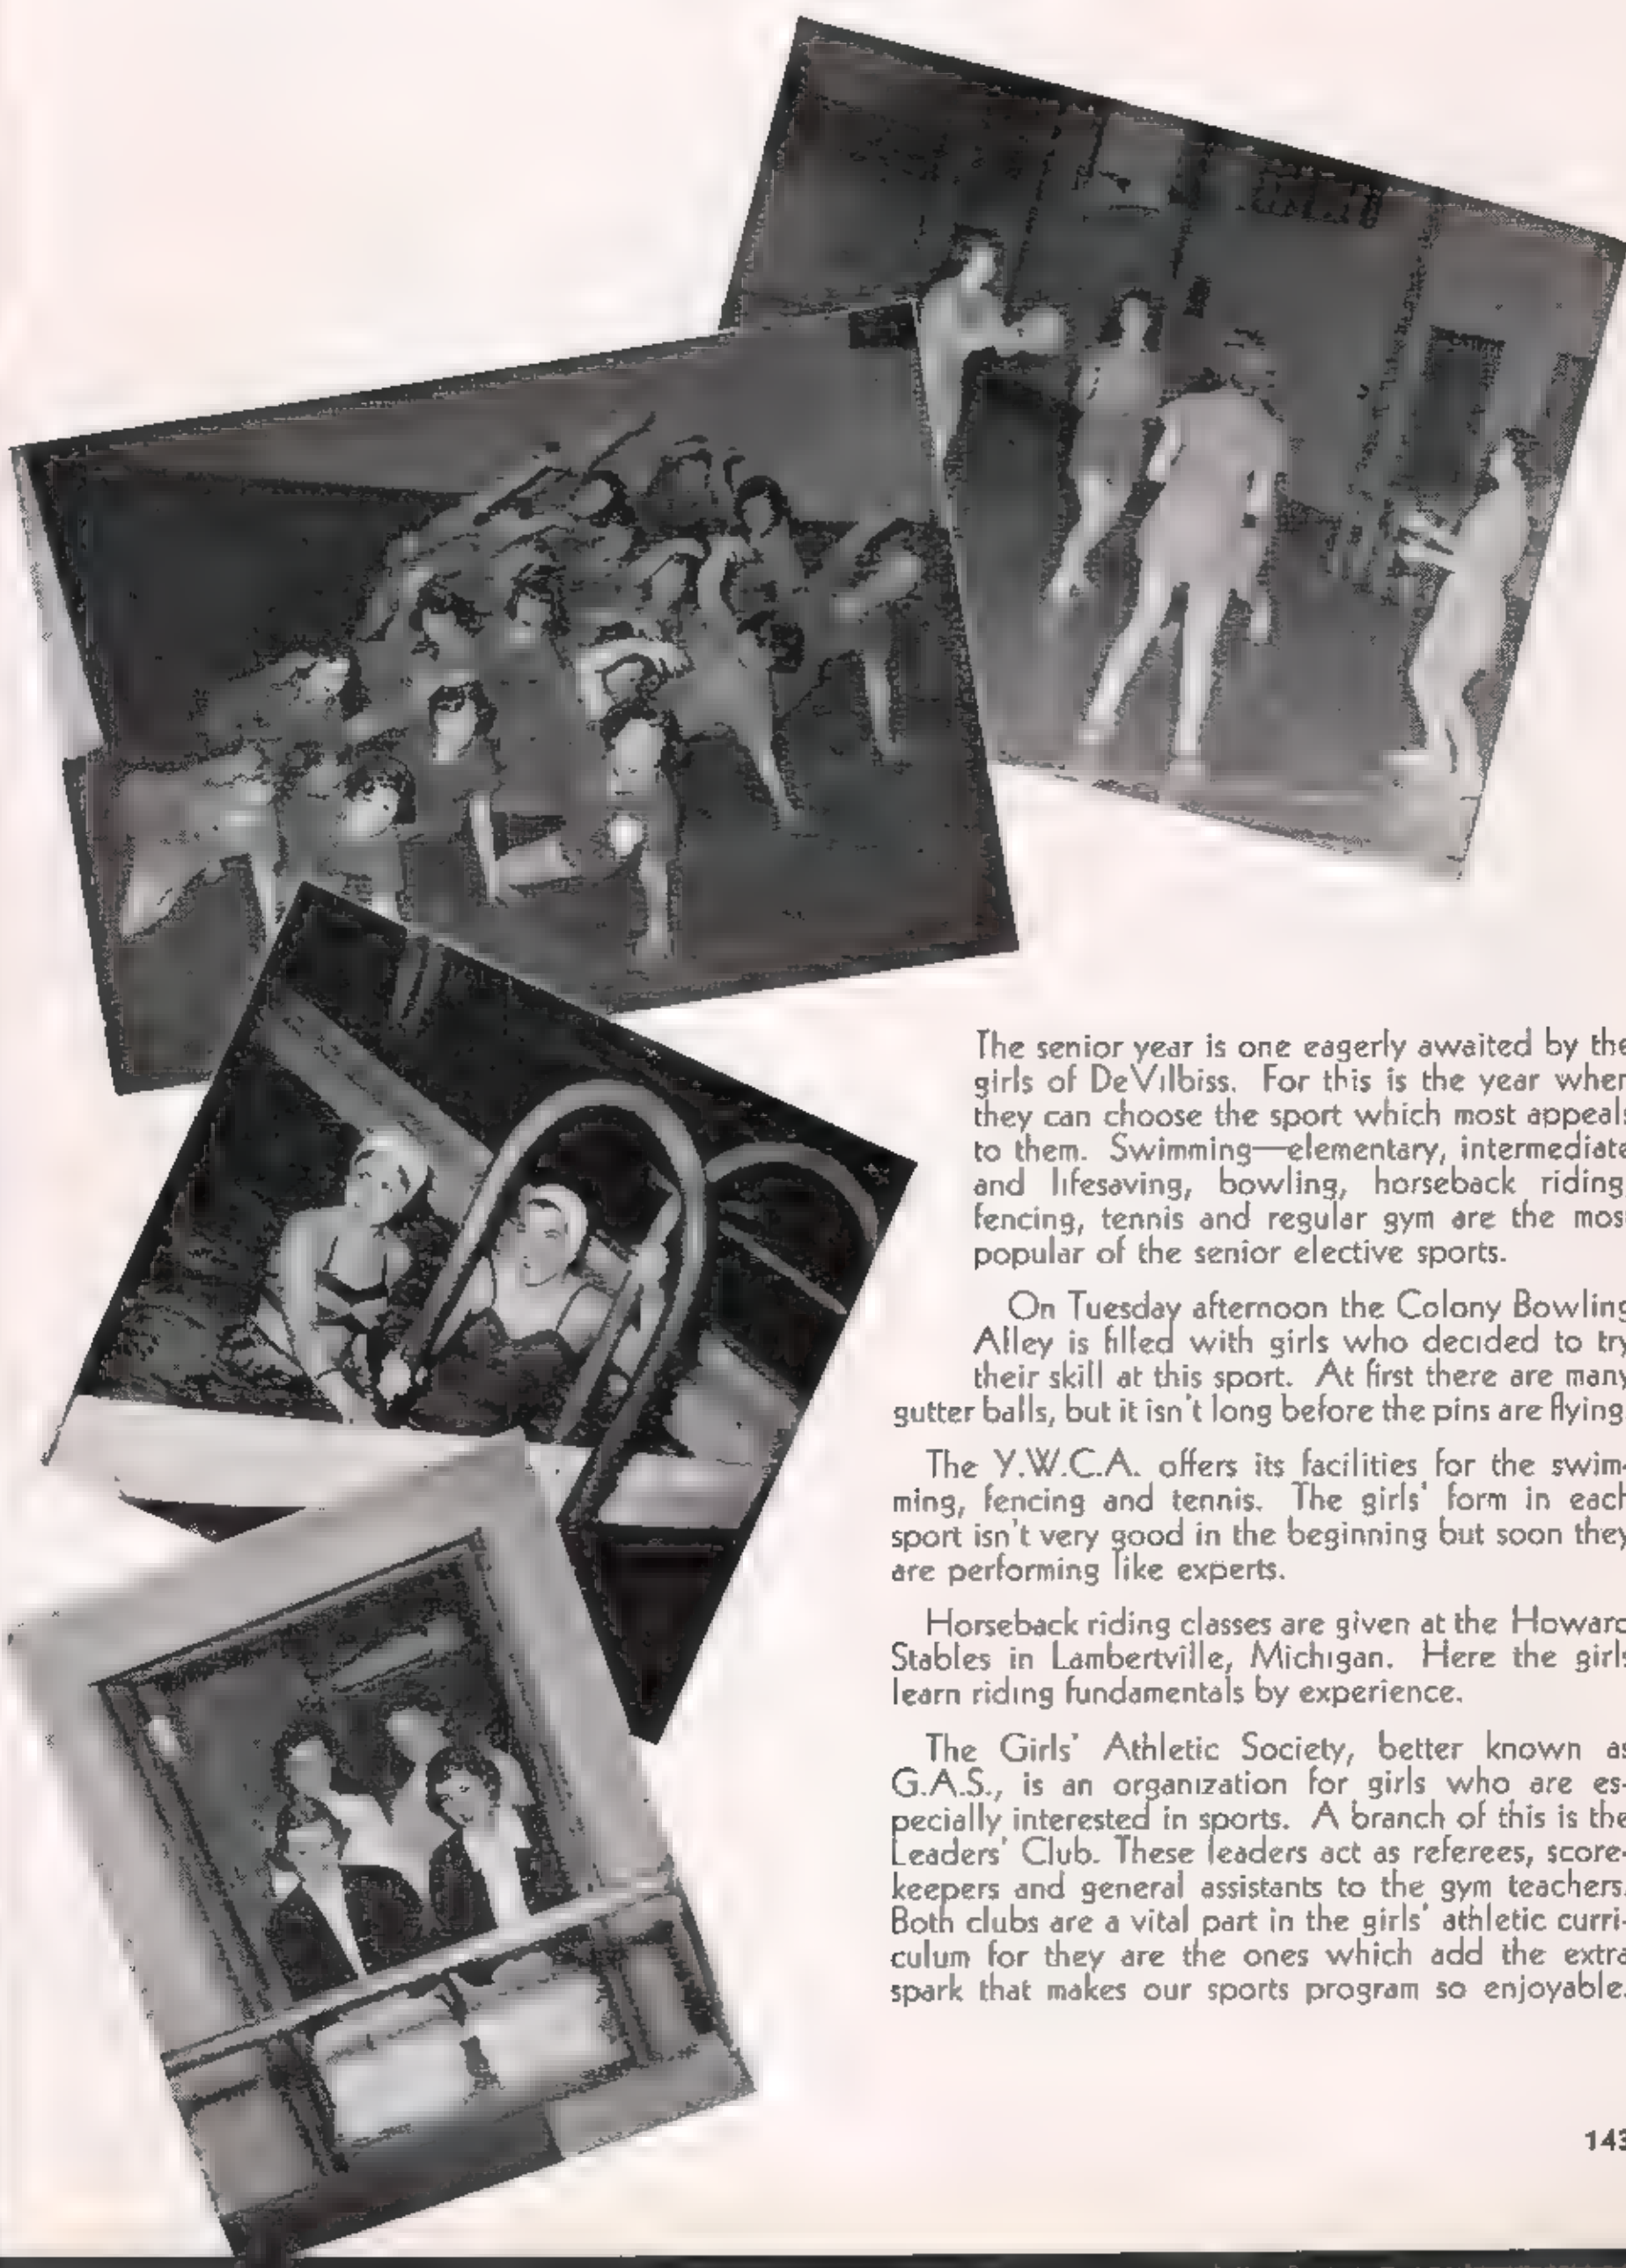 The senior year is one eagerly awaited by the
girls of DeVilbiss. For this is the year when
they can choose the sport which most appeals
to them. Swimming—elementary, intermediate
and lifesaving, bowling, horseback riding,
fencing, tennis and regular gym are the most
popular of the senior elective sports.
On Tuesday afternoon the Colony Bowling
Alley is filled with girls who decided to try
their skill at this sport. At first there are many
gutter balls, but it isn't long before the pins are flying.
The Y.W.C.A. offers its facilities for the swim-
ming, fencing and tennis. The girls' form in each
sport isn't very good in the beginning but soon they
are performing like experts.
Horseback riding classes are given at the Howard
Stables in Lambertville, Michigan. Here the girls
learn riding fundamentals by experience.
The Girls' Athletic Society, better known as
G.A.S., is an organization for girls who are es-
pecially interested in sports. A branch of this is the
Leaders' Club. These leaders act as referees, score-
keepers and general assistants to the gym teachers.
Both clubs are a vital part in the girls' athletic curri-
culum for they are the ones which add the extra
spark that makes our sports program so enjoyable.
143